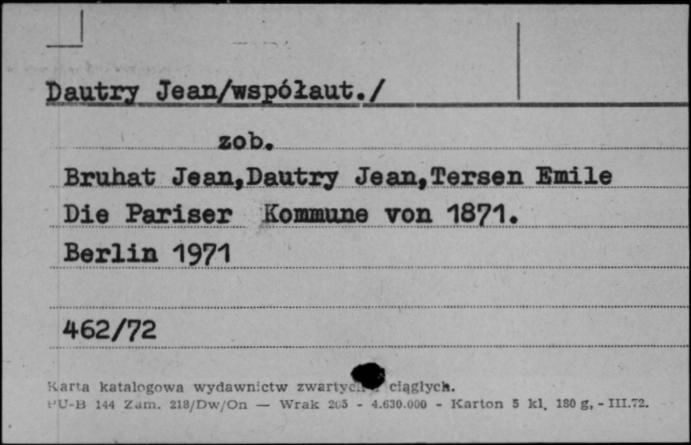 Dautry Jean/współaut./
zob.
Bruhat Jean,Dautry Jean,Tersen Emile
Die Pariser Kommune von 1871.
Berlin 1971
462/72
Karta katalogowa wydawnictw zwartych i ciągłych.
PU-B 144 Zam. 218/Dw/On — Wrak 205 - 4.630.000 - Karton 5 kl. 180 g, - III.72.